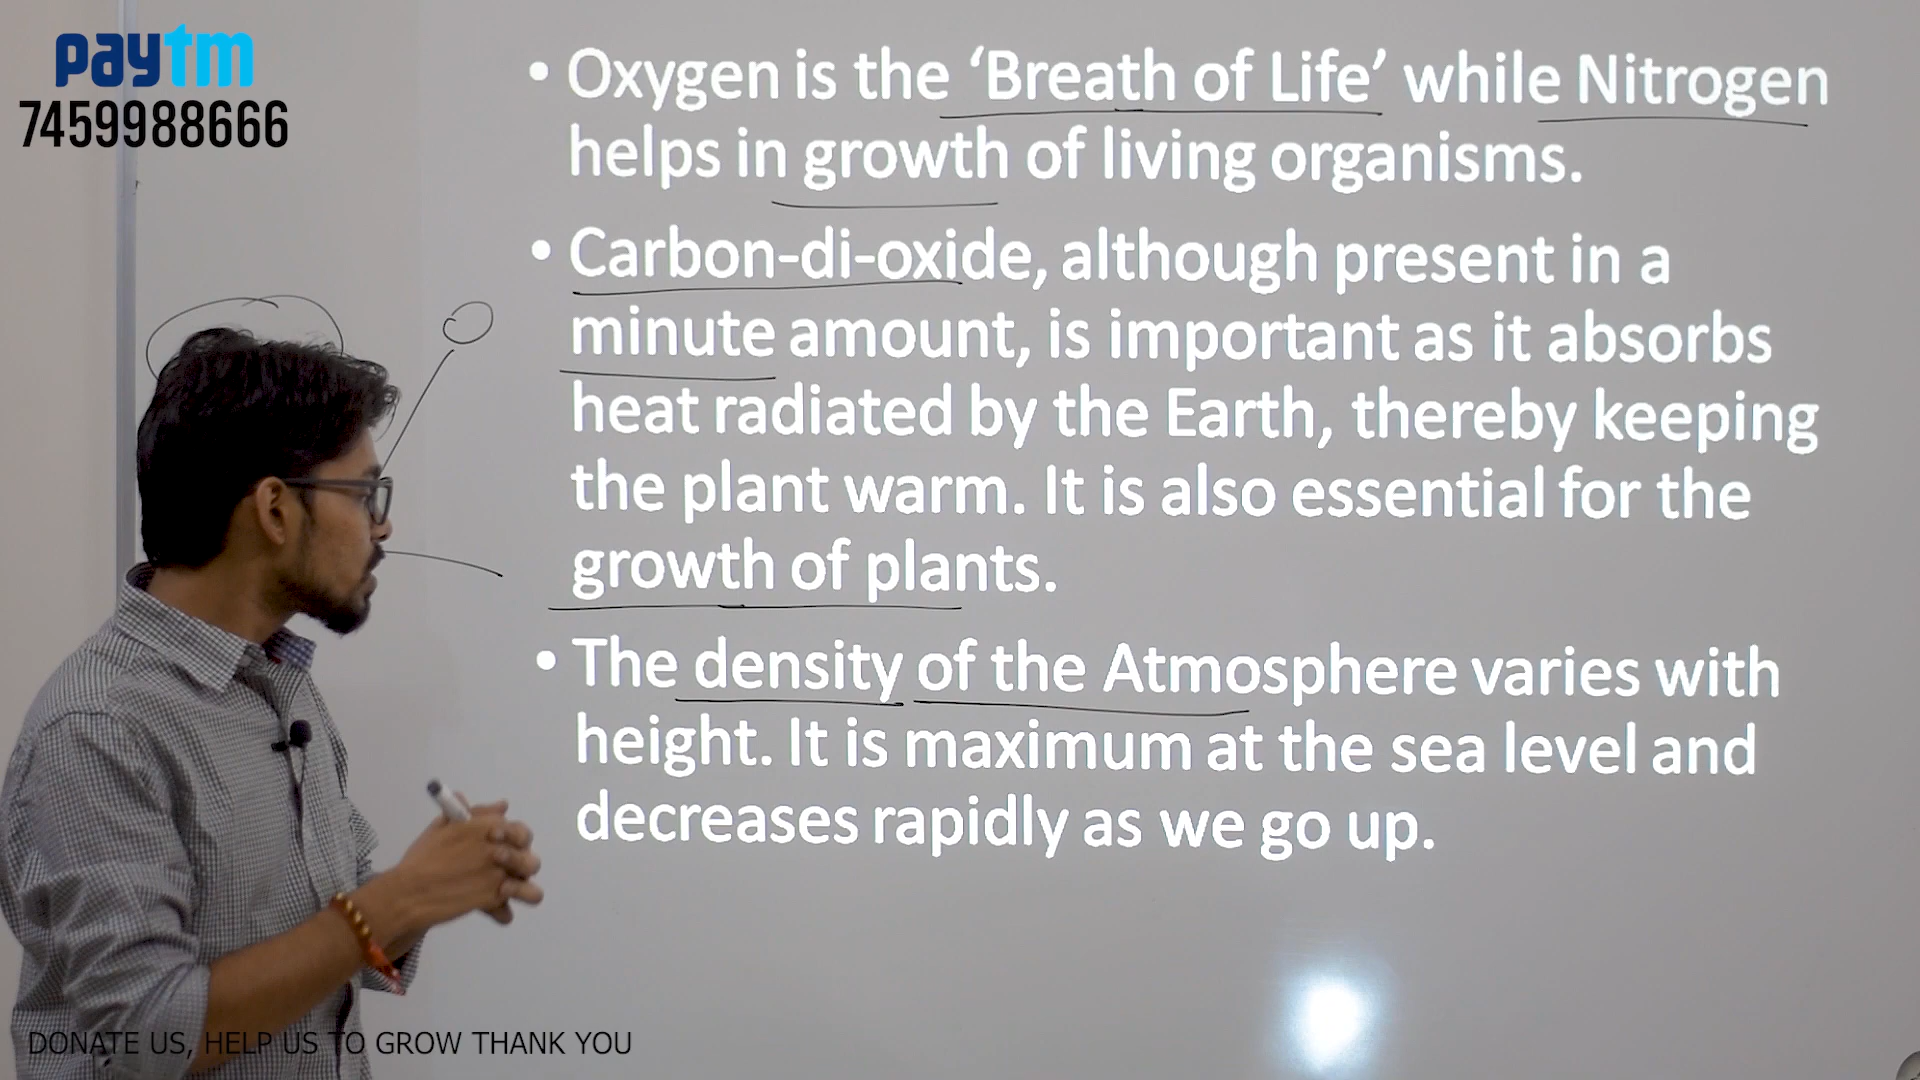 paytm
7459988666
• Oxygen is the ‘Breath of Life’ while Nitrogen
helps in growth of living organisms.
• Carbon-di-oxide, although present in a
minute amount, is important as it absorbs
heat radiated by the Earth, thereby keeping
the plant warm. It is also essential for the
growth of plants.
• The density of the Atmosphere varies with
height. It is maximum at the sea level and
decreases rapidly as we go up.
DONATE US, HELP US TO GROW THANK YOU